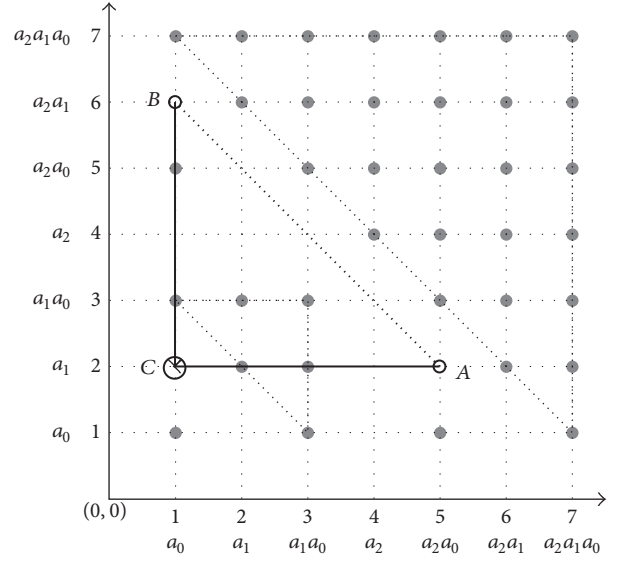 a₂a₁a₀ 7
a₂a₁ 6 B
a₂a₀ 5
a₂ 4
a₁a₀ 3
a₁ 2 C A
a₀ 1
(0, 0) 1 2 3 4 5 6 7
a₀ a₁ a₁a₀ a₂ a₂a₀ a₂a₁ a₂a₁a₀